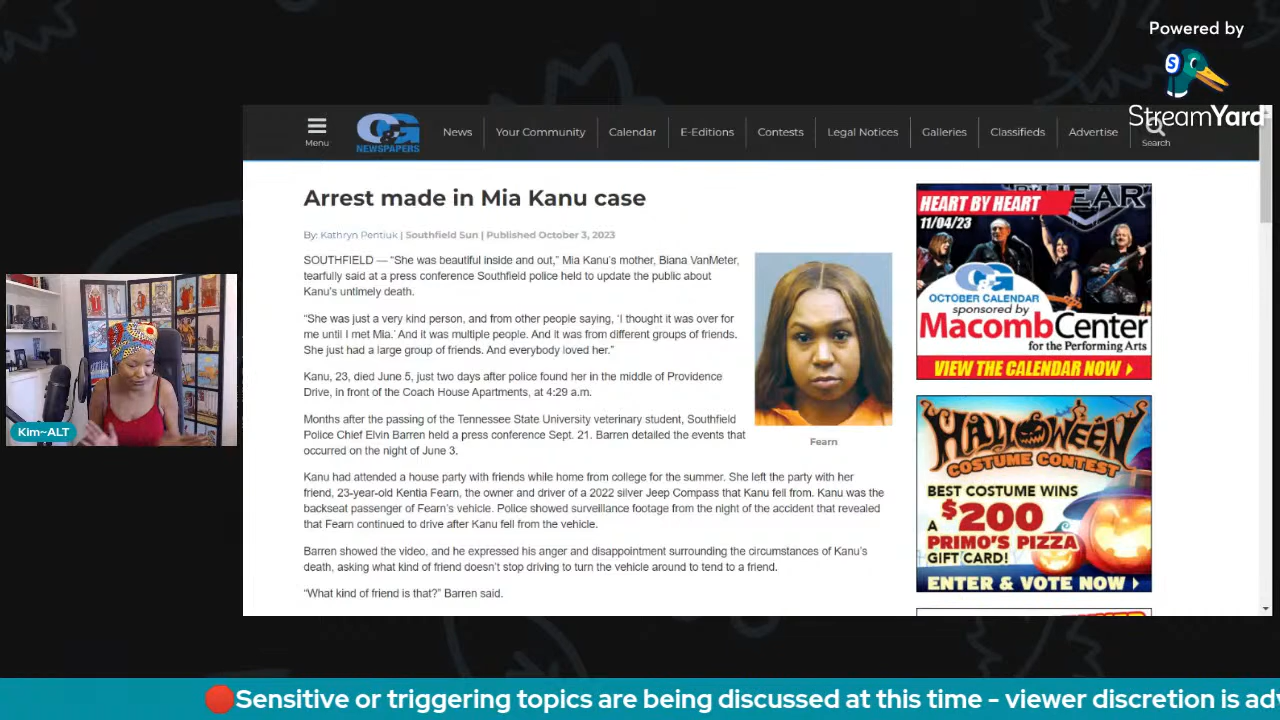 Powered by
S
StreamYard
Menu
C&G
NEWSPAPERS
News
Your Community
Calendar
E-Editions
Contests
Legal Notices
Galleries
Classifieds
Advertise
Search
Arrest made in Mia Kanu case
By: Kathryn Pentiuk | Southfield Sun | Published October 3, 2023
SOUTHFIELD — “She was beautiful inside and out,” Mia Kanu’s mother, Biana VanMeter,
tearfully said at a press conference Southfield police held to update the public about
Kanu’s untimely death.
“She was just a very kind person, and from other people saying, ‘I thought it was over for
me until I met Mia.’ And it was multiple people. And it was from different groups of friends.
She just had a large group of friends. And everybody loved her.”
Kanu, 23, died June 5, just two days after police found her in the middle of Providence
Drive, in front of the Coach House Apartments, at 4:29 a.m.
Months after the passing of the Tennessee State University veterinary student, Southfield
Police Chief Elvin Barren held a press conference Sept. 21. Barren detailed the events that
occurred on the night of June 3.
Fearn
Kanu had attended a house party with friends while home from college for the summer. She left the party with her
friend, 23-year-old Kentia Fearn, the owner and driver of a 2022 silver Jeep Compass that Kanu fell from. Kanu was the
backseat passenger of Fearn’s vehicle. Police showed surveillance footage from the night of the accident that revealed
that Fearn continued to drive after Kanu fell from the vehicle.
Barren showed the video, and he expressed his anger and disappointment surrounding the circumstances of Kanu’s
death, asking what kind of friend doesn’t stop driving to turn the vehicle around to tend to a friend.
“What kind of friend is that?” Barren said.
HEART BY HEART
11/04/23
C&G
OCTOBER CALENDAR
sponsored by
MacombCenter
for the Performing Arts
VIEW THE CALENDAR NOW
HALLOWEEN
COSTUME CONTEST
BEST COSTUME WINS
A $200
PRIMO'S PIZZA
GIFT CARD!
ENTER & VOTE NOW
Kim~ALT
Sensitive or triggering topics are being discussed at this time - viewer discretion is adv